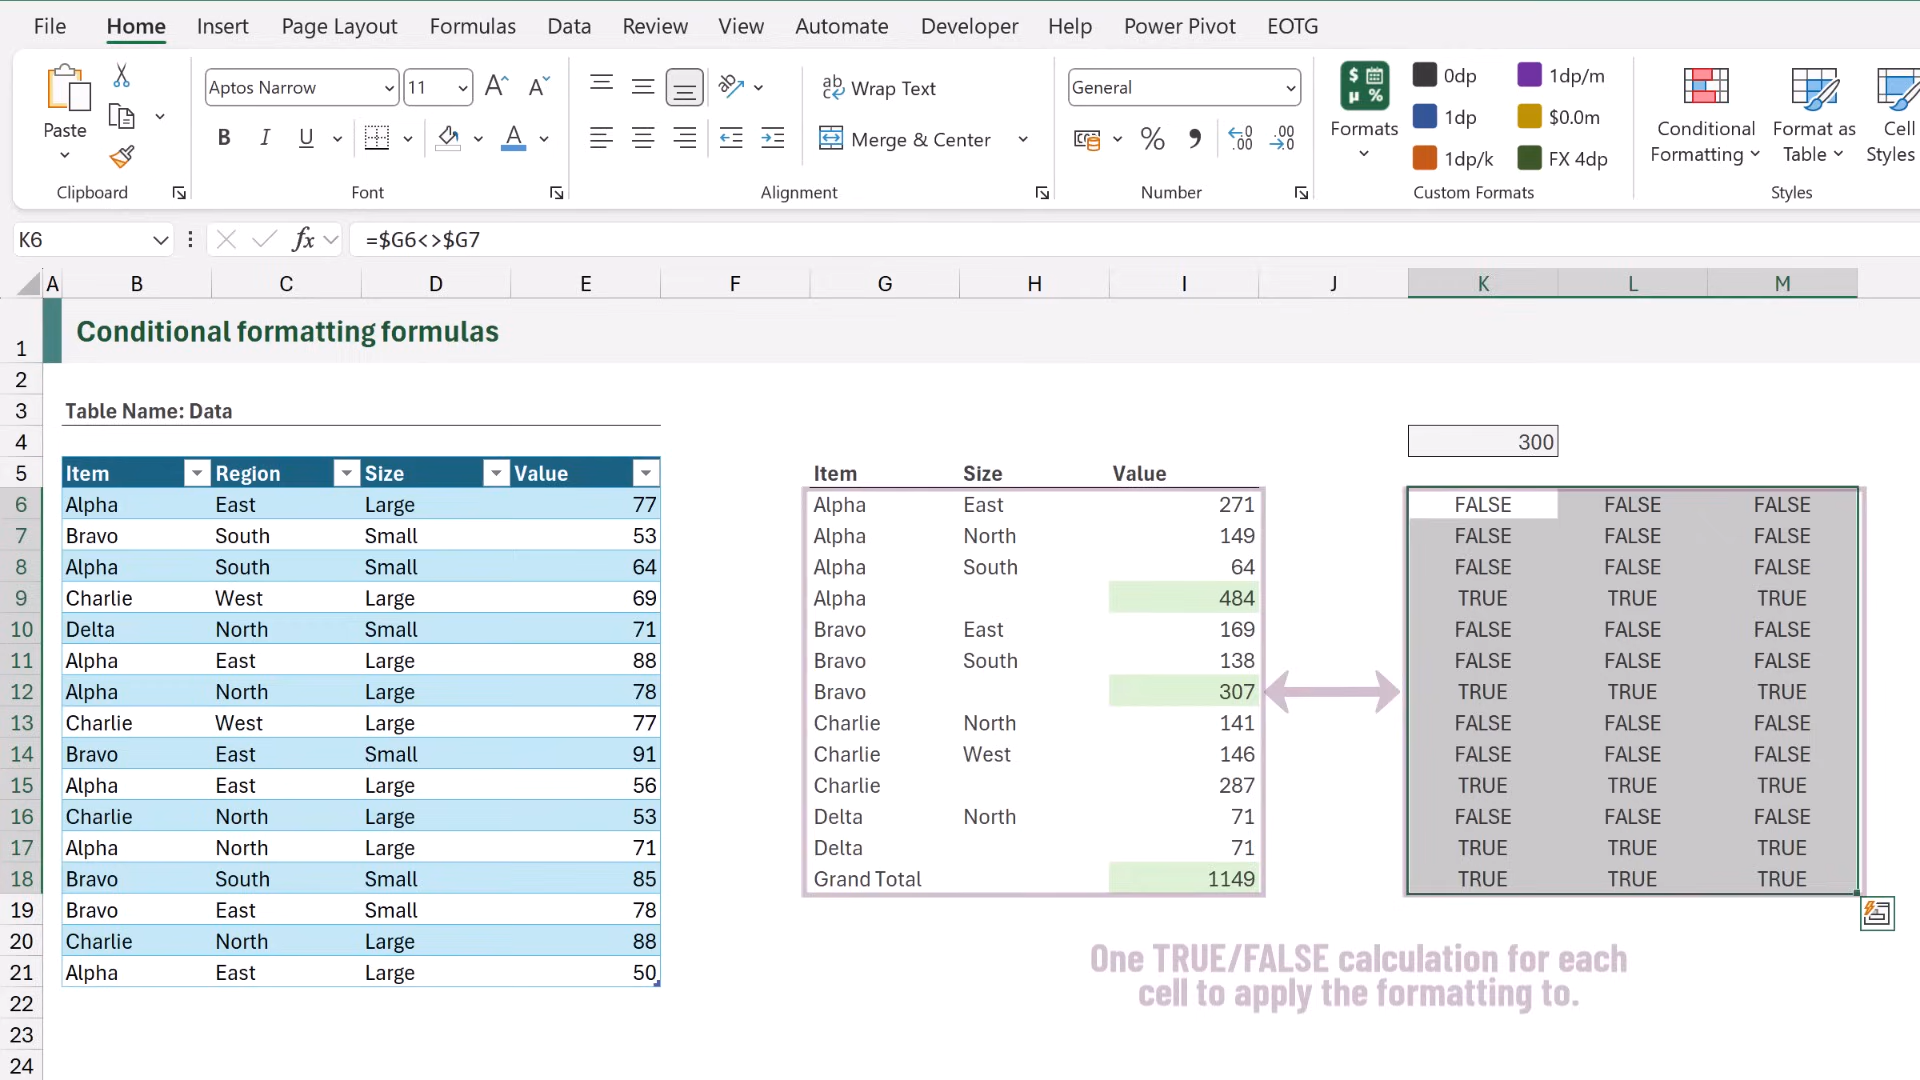 File Home Insert Page Layout Formulas Data Review View Automate Developer Help Power Pivot EOTG
Aptos Narrow 11 ab Wrap Text General 0dp 1dp/m
Paste B I U Merge & Center Formats 1dp $0.0m Conditional Formatting Format as Table Cell Styles
1dp/k FX 4dp
Clipboard Font Alignment Number Custom Formats Styles
K6 fx =$G6<>$G7
A B C D E F G H I J K L M
1 Conditional formatting formulas
2
3 Table Name: Data
4 300
5 Item Region Size Value Item Size Value
6 Alpha East Large 77 Alpha East 271 FALSE FALSE FALSE
7 Bravo South Small 53 Alpha North 149 FALSE FALSE FALSE
8 Alpha South Small 64 Alpha South 64 FALSE FALSE FALSE
9 Charlie West Large 69 Alpha 484 TRUE TRUE TRUE
10 Delta North Small 71 Bravo East 169 FALSE FALSE FALSE
11 Alpha East Large 88 Bravo South 138 FALSE FALSE FALSE
12 Alpha North Large 78 Bravo 307 TRUE TRUE TRUE
13 Charlie West Large 77 Charlie North 141 FALSE FALSE FALSE
14 Bravo East Small 91 Charlie West 146 FALSE FALSE FALSE
15 Alpha East Large 56 Charlie 287 TRUE TRUE TRUE
16 Charlie North Large 53 Delta North 71 FALSE FALSE FALSE
17 Alpha North Large 71 Delta 71 TRUE TRUE TRUE
18 Bravo South Small 85 Grand Total 1149 TRUE TRUE TRUE
19 Bravo East Small 78
20 Charlie North Large 88
21 Alpha East Large 50
One TRUE/FALSE calculation for each
cell to apply the formatting to.
22
23
24